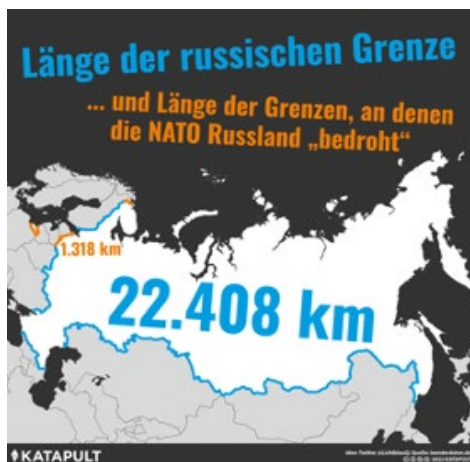 Länge der russischen Grenze
... und Länge der Grenzen, an denen
die NATO Russland „bedroht“
1.318 km
22.408 km
KATAPULT